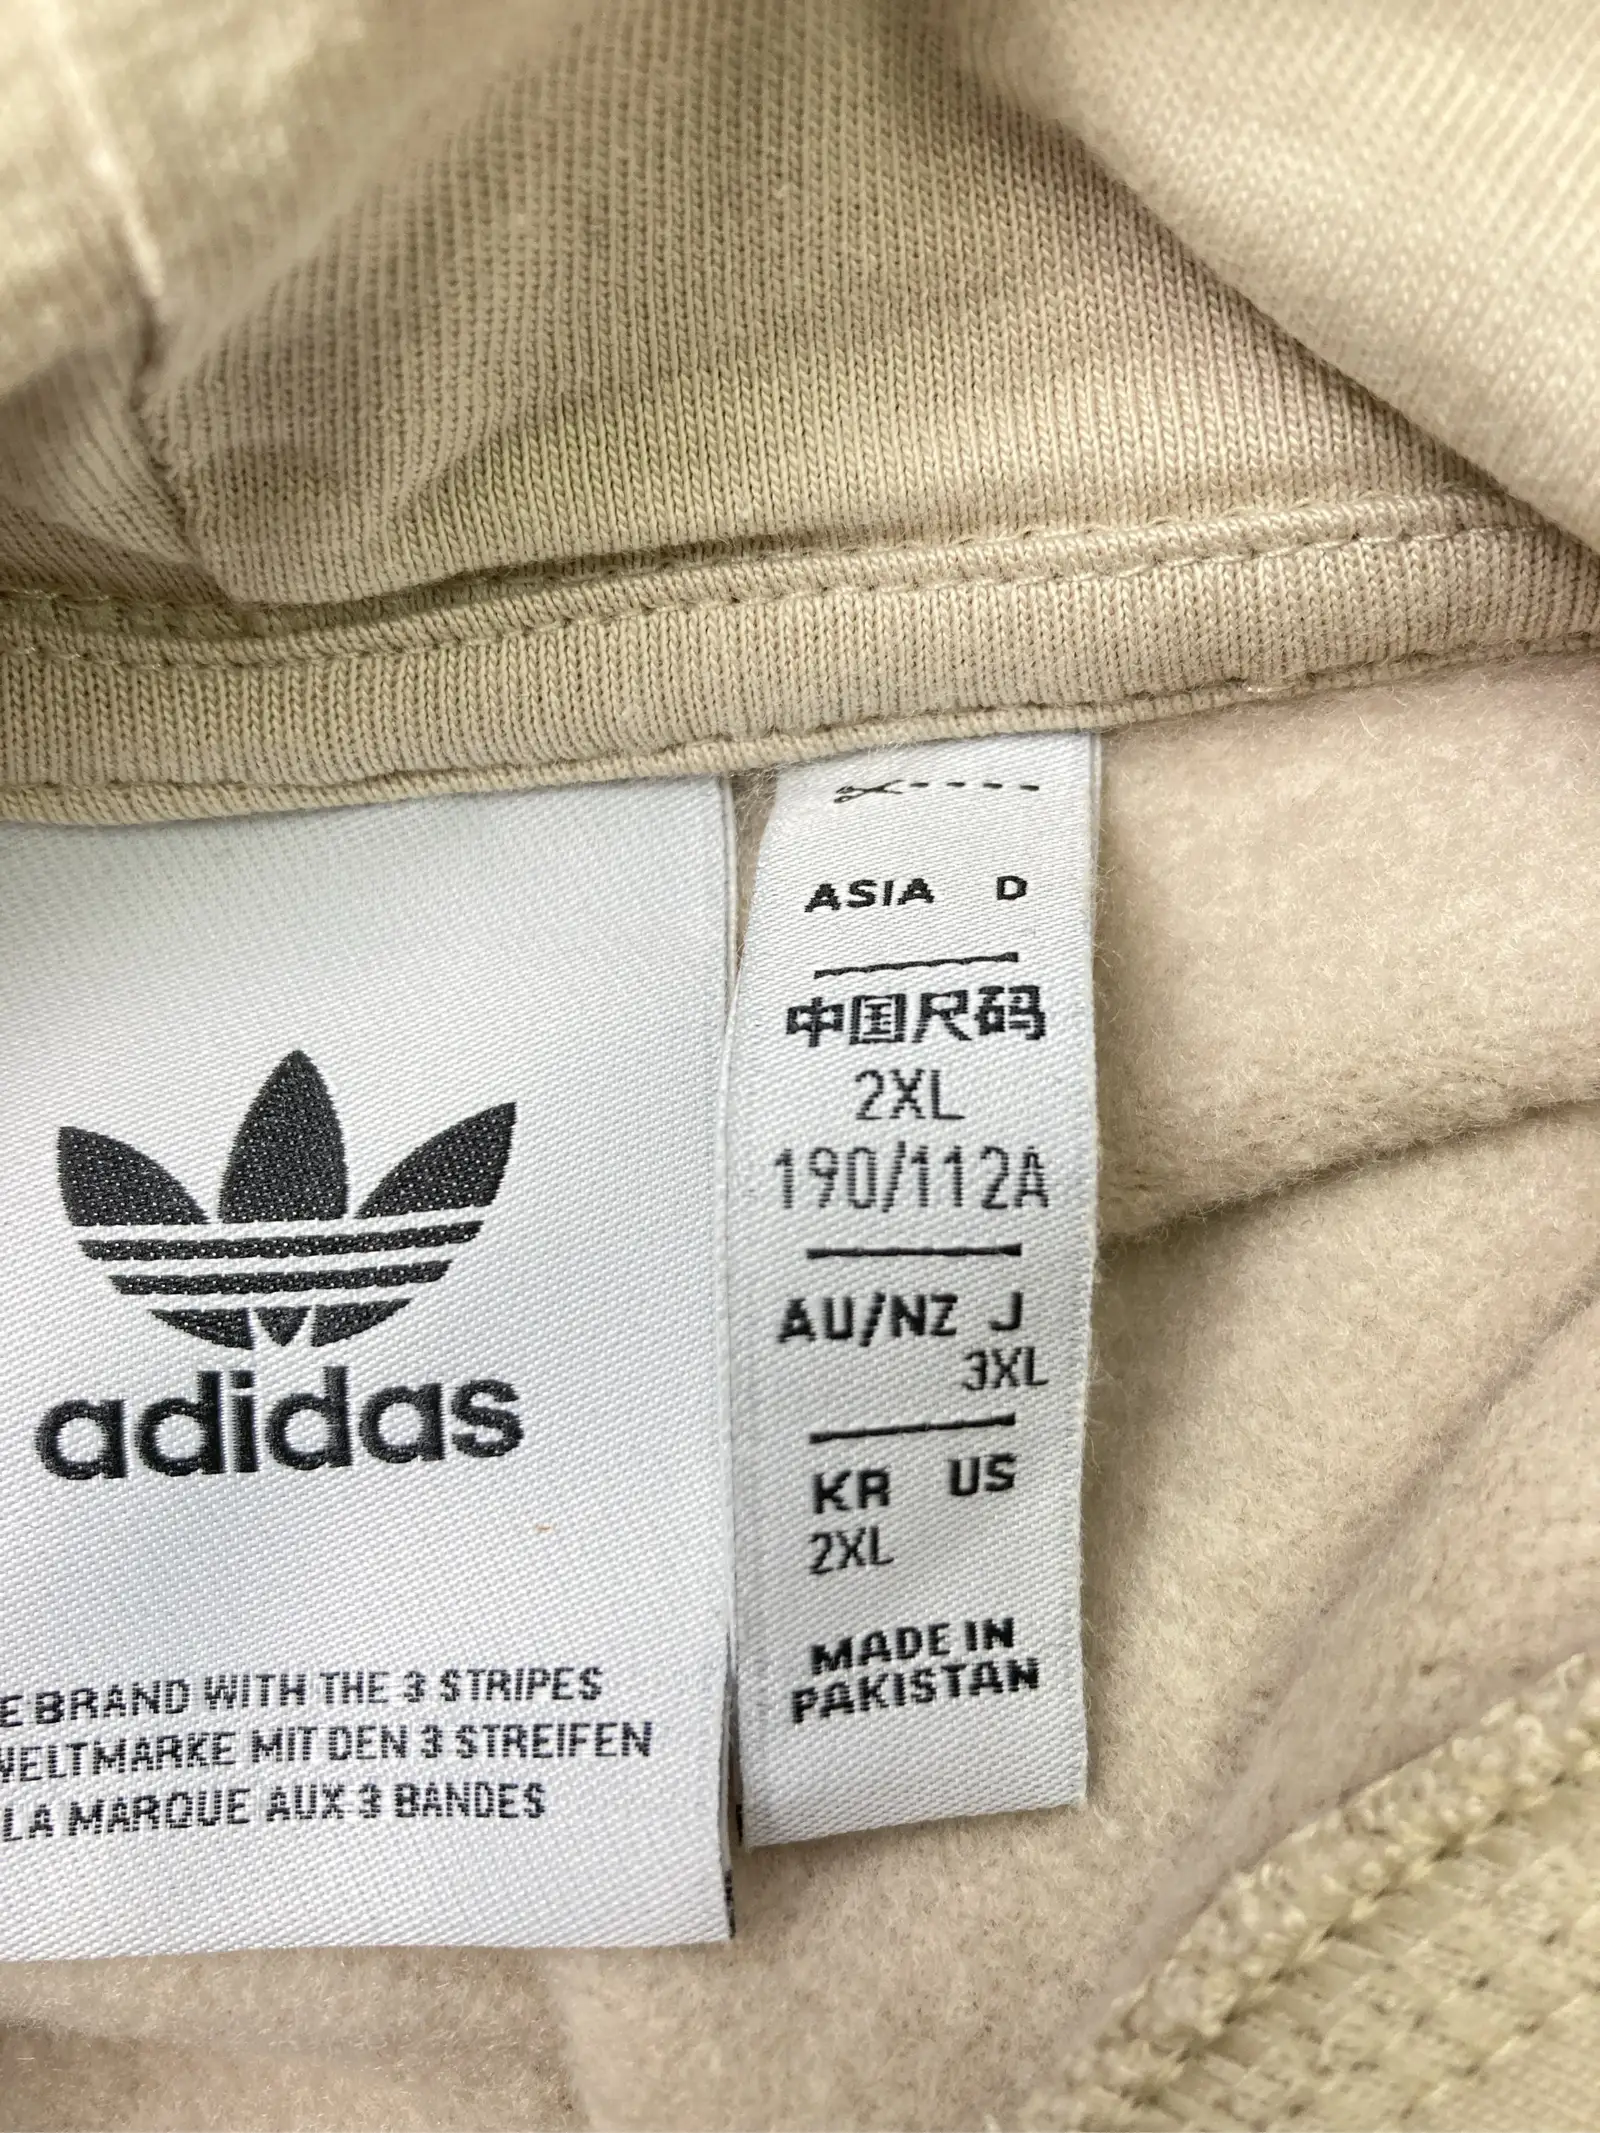 adidas
BRAND WITH THE 3 STRIPES
WELTMARKE MIT DEN 3 STREIFEN
LA MARQUE AUX 3 BANDES
ASIA D
中国尺码
2XL
190/112A
AU/NZ J
3XL
KR US
2XL
MADE IN
PAKISTAN